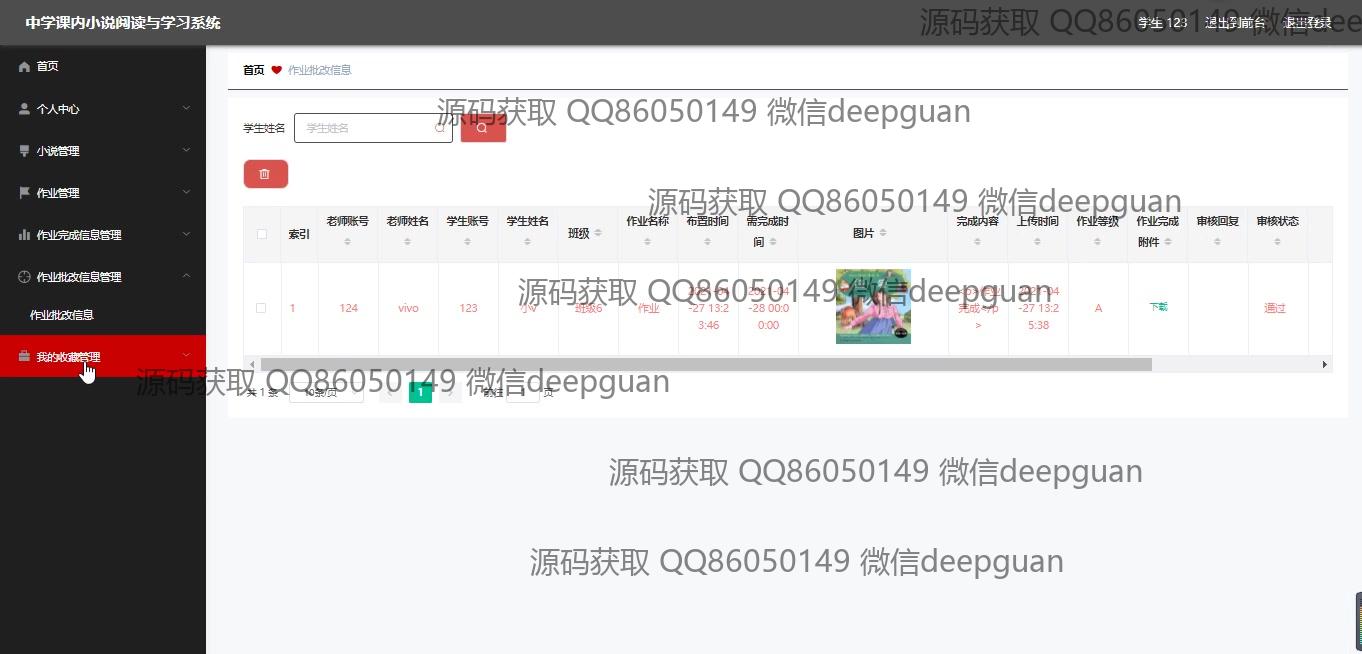 中学课内小说阅读与学习系统
学生 123 退出到前台 退出登录
源码获取 QQ86050149 微信dee
首页
个人中心
小说管理
作业管理
作业完成信息管理
作业批改信息管理
作业批改信息
我的收藏管理
首页 作业批改信息
源码获取 QQ86050149 微信deepguan
学生姓名 学生姓名
源码获取 QQ86050149 微信deepguan
索引 老师账号 老师姓名 学生账号 学生姓名 班级 作业名称 布置时间 需完成时间 图片 完成内容 上传时间 作业等级 作业完成附件 审核回复 审核状态
源码获取 QQ86050149 微信deepguan
1 124 vivo 123 班级6 作业 -27 13:23:46 -28 00:00:00 完成</p> -27 13:25:38 A 下载 通过
源码获取 QQ86050149 微信deepguan
共 1 条 10条/页 1 前往 1 页
源码获取 QQ86050149 微信deepguan
源码获取 QQ86050149 微信deepguan